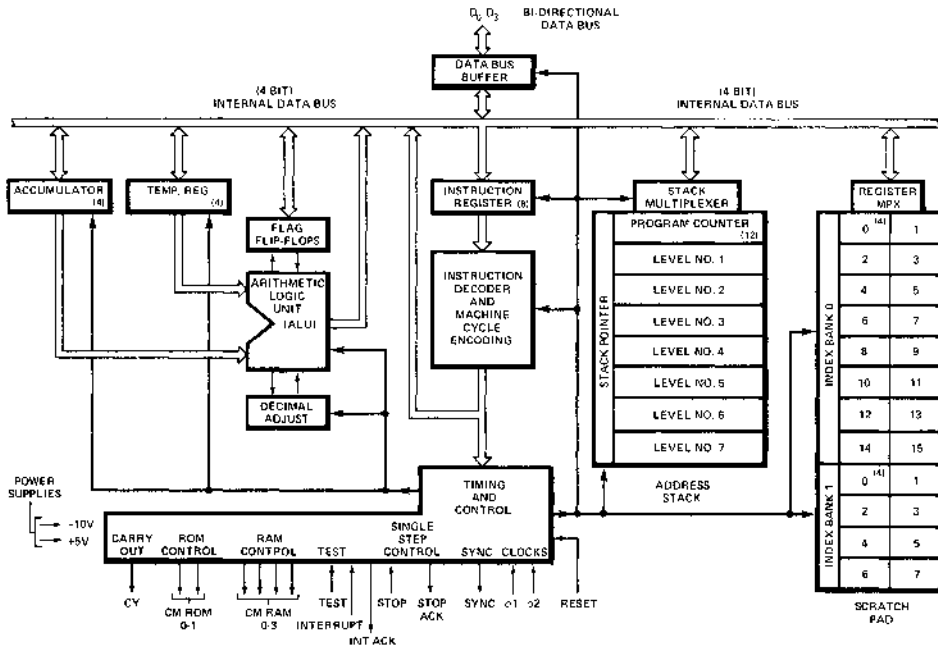 D0 D3
BI-DIRECTIONAL
DATA BUS
DATA BUS
BUFFER
(4 BIT)
INTERNAL DATA BUS
(4 BIT)
INTERNAL DATA BUS
ACCUMULATOR
(4)
TEMP. REG
(4)
FLAG
FLIP-FLOPS
INSTRUCTION
REGISTER (8)
STACK
MULTIPLEXER
REGISTER
MPX
ARITHMETIC
LOGIC
UNIT
(ALU)
DECIMAL
ADJUST
INSTRUCTION
DECODER
AND
MACHINE
CYCLE
ENCODING
STACK POINTER
PROGRAM COUNTER
(12)
LEVEL NO. 1
LEVEL NO. 2
LEVEL NO. 3
LEVEL NO. 4
LEVEL NO. 5
LEVEL NO. 6
LEVEL NO. 7
ADDRESS
STACK
INDEX BANK 0
0 (4) 1
2 3
4 5
6 7
8 9
10 11
12 13
14 15
INDEX BANK 1
0 (4) 1
2 3
4 5
6 7
SCRATCH
PAD
POWER
SUPPLIES
-10V
+5V
TIMING
AND
CONTROL
CARRY
OUT
ROM
CONTROL
RAM
CONTROL
TEST
SINGLE
STEP
CONTROL
SYNC
CLOCKS
CY
CM ROM
0-1
CM RAM
0-3
TEST
INTERRUPT
INT ACK
STOP
STOP
ACK
SYNC
φ1
φ2
RESET